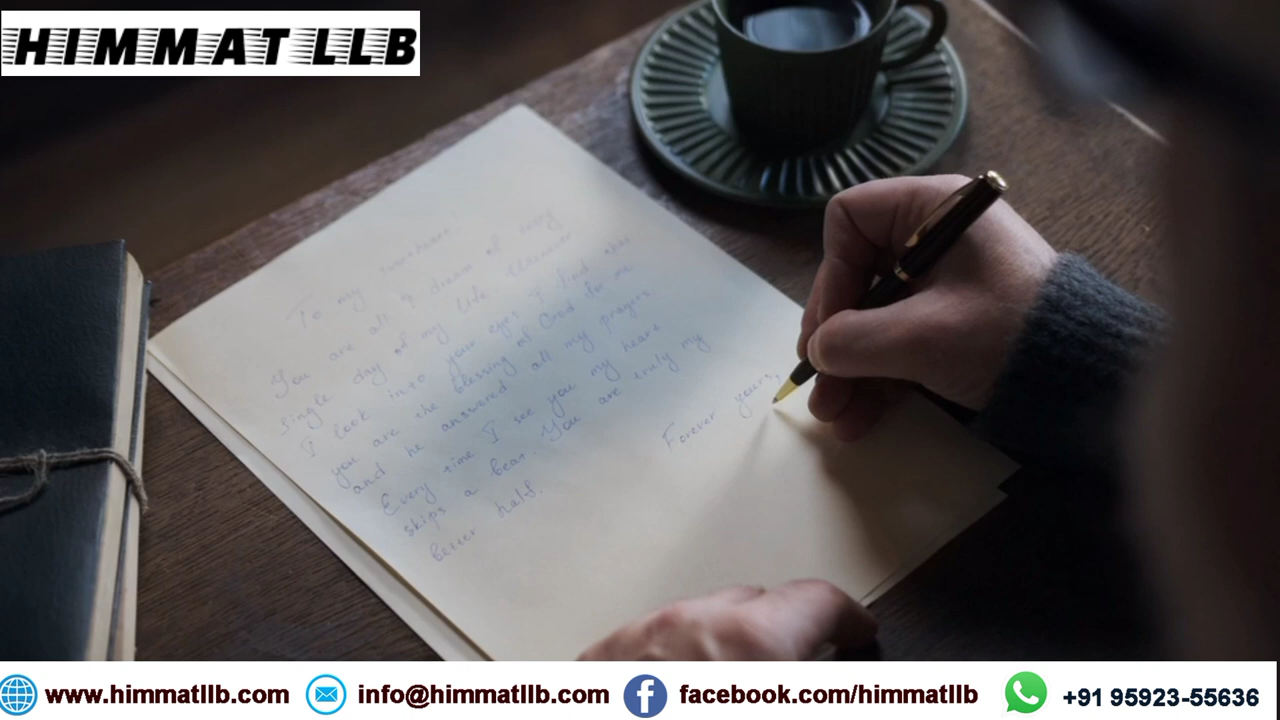 HIMMAT LLB
To my sweetheart!
You are all I dream of every
single day of my life. Whenever
I look into your eyes I find that
you are the blessing of God for me
and he answered all my prayers
Every time I see you my heart
skips a beat. You are truly my
better half.
Forever yours,
www.himmatllb.com
info@himmatllb.com
facebook.com/himmatllb
+91 95923-55636